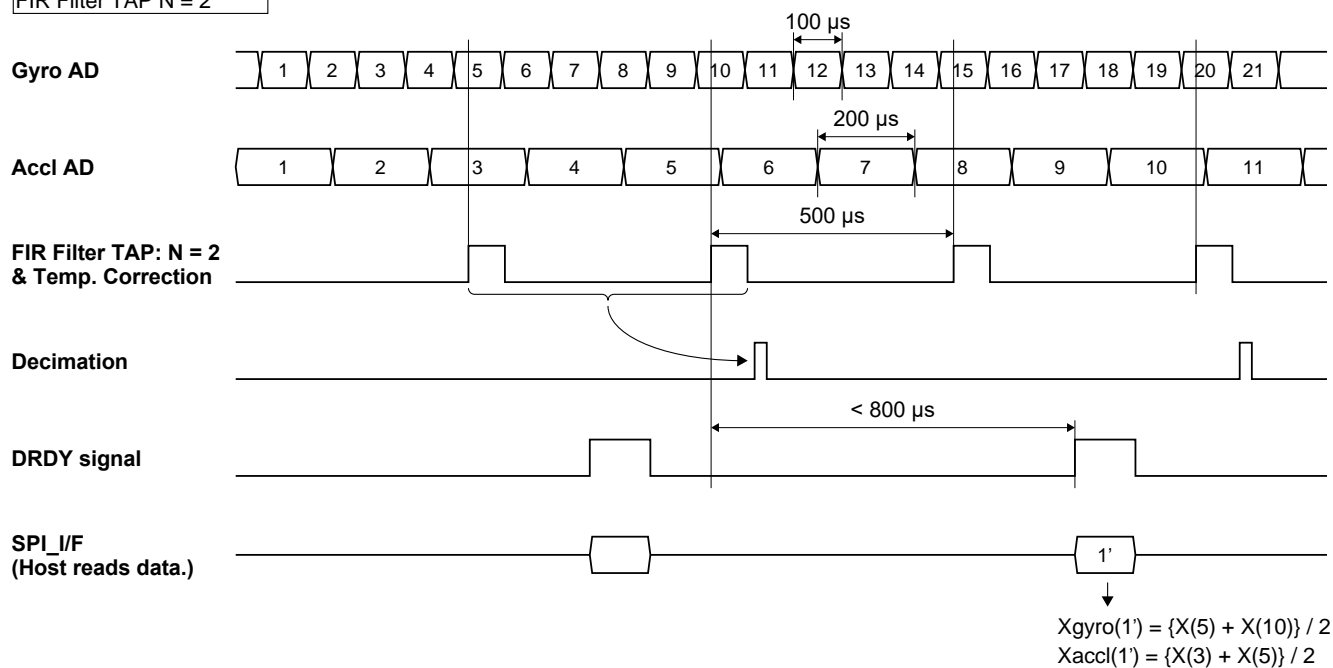 FIR Filter TAP N = 2
100 µs
Gyro AD
1 2 3 4 5 6 7 8 9 10 11 12 13 14 15 16 17 18 19 20 21
200 µs
Accl AD
1 2 3 4 5 6 7 8 9 10 11
500 µs
FIR Filter TAP: N = 2
& Temp. Correction
Decimation
< 800 µs
DRDY signal
SPI_I/F
(Host reads data.)
1'
Xgyro(1') = {X(5) + X(10)} / 2
Xaccl(1') = {X(3) + X(5)} / 2